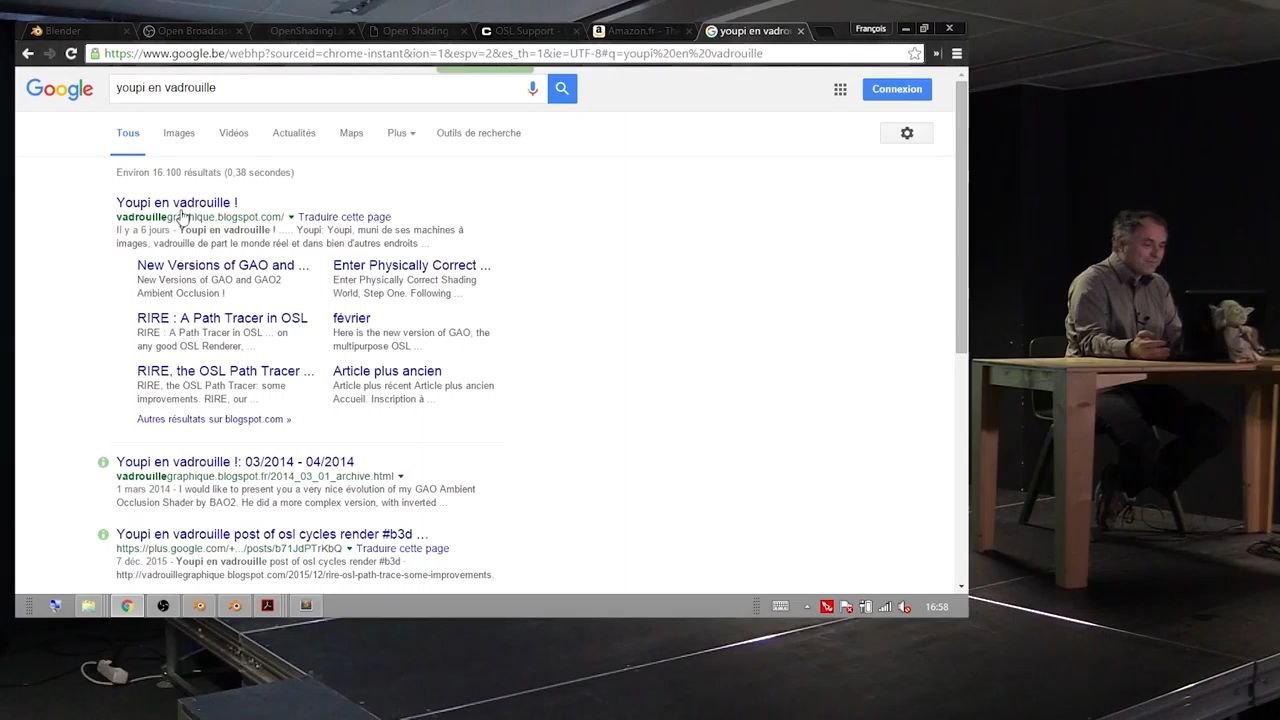 Blender
Open Broadcas
OpenShadingLa
Open Shading
OSL Support -
Amazon.fr - The
youpi en vadro
François
https://www.google.be/webhp?sourceid=chrome-instant&ion=1&espv=2&es_th=1&ie=UTF-8#q=youpi%20en%20vadrouille
Google
youpi en vadrouille
Connexion
Tous
Images
Vidéos
Actualités
Maps
Plus
Outils de recherche
Environ 16.100 résultats (0,38 secondes)
Youpi en vadrouille !
vadrouillegraphique.blogspot.com/ Traduire cette page
Il y a 6 jours - Youpi en vadrouille ! ..... Youpi: Youpi, muni de ses machines à
images, vadrouille de part le monde réel et dans bien d'autres endroits ...
New Versions of GAO and ...
New Versions of GAO and GAO2
Ambient Occlusion !
Enter Physically Correct ...
Enter Physically Correct Shading
World, Step One. Following ...
RIRE : A Path Tracer in OSL
RIRE : A Path Tracer in OSL ... on
any good OSL Renderer, ...
février
Here is the new version of GAO, the
multipurpose OSL ...
RIRE, the OSL Path Tracer ...
RIRE, the OSL Path Tracer: some
improvements. RIRE, our ...
Article plus ancien
Article plus récent Article plus ancien
Accueil. Inscription à ...
Autres résultats sur blogspot.com »
Youpi en vadrouille !: 03/2014 - 04/2014
vadrouillegraphique.blogspot.fr/2014_03_01_archive.html
1 mars 2014 - I would like to present you a very nice évolution of my GAO Ambient
Occlusion Shader by BAO2. He did a more complex version, with inverted ...
Youpi en vadrouille post of osl cycles render #b3d ...
https://plus.google.com/+.../posts/b71JdPTrKbQ Traduire cette page
7 déc. 2015 - Youpi en vadrouille post of osl cycles render #b3d ·
http://vadrouillegraphique.blogspot.com/2015/12/rire-osl-path-trace-some-improvements.
16:58